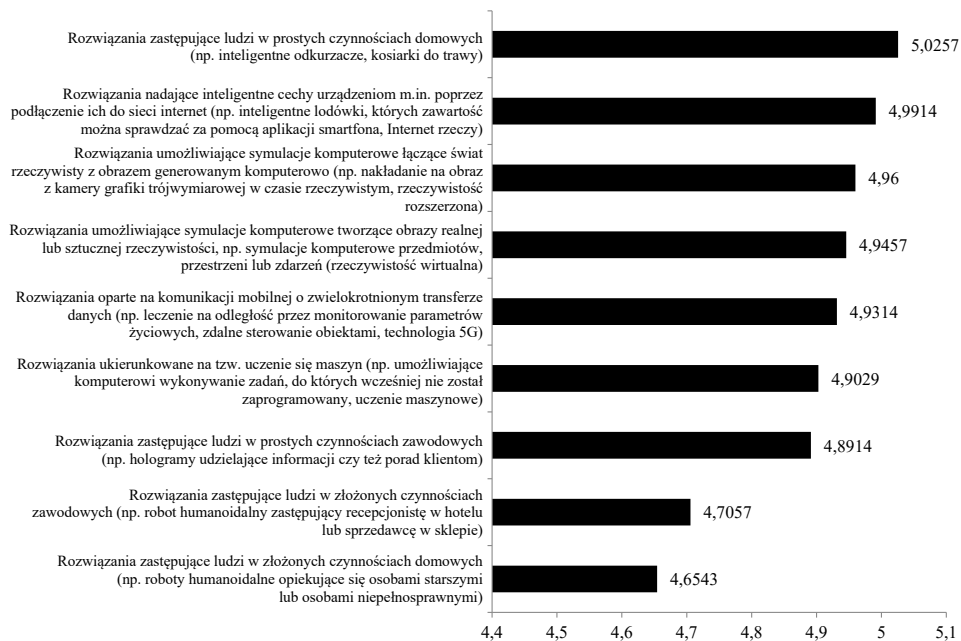 Rozwiązania zastępujące ludzi w prostych czynnościach domowych
(np. inteligentne odkurzacze, kosiarki do trawy)
5,0257
Rozwiązania nadające inteligentne cechy urządzeniom m.in. poprzez
podłączenie ich do sieci internet (np. inteligentne lodówki, których zawartość
można sprawdzać za pomocą aplikacji smartfona, Internet rzeczy)
4,9914
Rozwiązania umożliwiające symulacje komputerowe łączące świat
rzeczywisty z obrazem generowanym komputerowo (np. nakładanie na obraz
z kamery grafiki trójwymiarowej w czasie rzeczywistym, rzeczywistość
rozszerzona)
4,96
Rozwiązania umożliwiające symulacje komputerowe tworzące obrazy realnej
lub sztucznej rzeczywistości, np. symulacje komputerowe przedmiotów,
przestrzeni lub zdarzeń (rzeczywistość wirtualna)
4,9457
Rozwiązania oparte na komunikacji mobilnej o zwielokrotnionym transferze
danych (np. leczenie na odległość przez monitorowanie parametrów
życiowych, zdalne sterowanie obiektami, technologia 5G)
4,9314
Rozwiązania ukierunkowane na tzw. uczenie się maszyn (np. umożliwiające
komputerowi wykonywanie zadań, do których wcześniej nie został
zaprogramowany, uczenie maszynowe)
4,9029
Rozwiązania zastępujące ludzi w prostych czynnościach zawodowych
(np. hologramy udzielające informacji czy też porad klientom)
4,8914
Rozwiązania zastępujące ludzi w złożonych czynnościach
zawodowych (np. robot humanoidalny zastępujący recepcjonistę w hotelu
lub sprzedawcę w sklepie)
4,7057
Rozwiązania zastępujące ludzi w złożonych czynnościach domowych
(np. roboty humanoidalne opiekujące się osobami starszymi
lub osobami niepełnosprawnymi)
4,6543
4,4 4,5 4,6 4,7 4,8 4,9 5 5,1